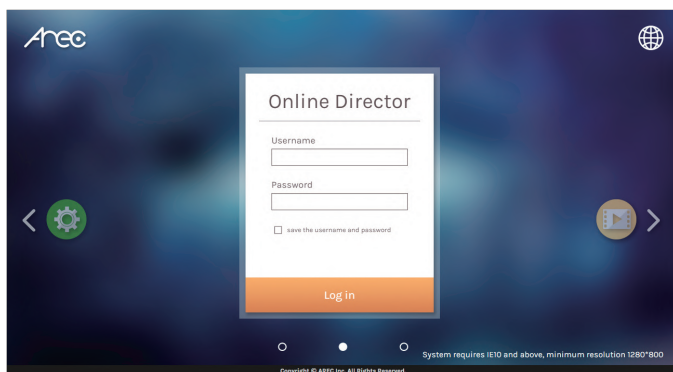 Arec
Online Director
Username
Password
save the username and password
Log in
System requires IE10 and above, minimum resolution 1280*800
Copyright © AREC Inc. All Rights Reserved